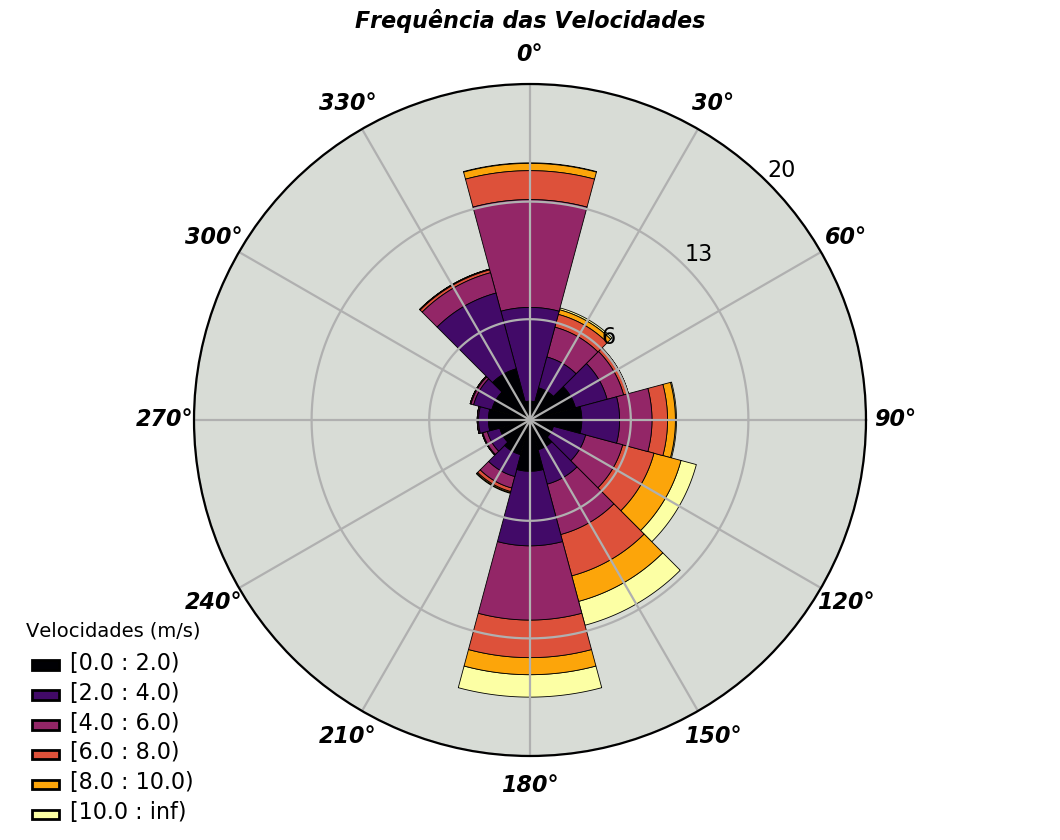 Frequência das Velocidades
0°
330°
30°
20
300°
60°
13
6
270°
90°
240°
120°
210°
150°
180°
Velocidades (m/s)
[0.0 : 2.0)
[2.0 : 4.0)
[4.0 : 6.0)
[6.0 : 8.0)
[8.0 : 10.0)
[10.0 : inf)